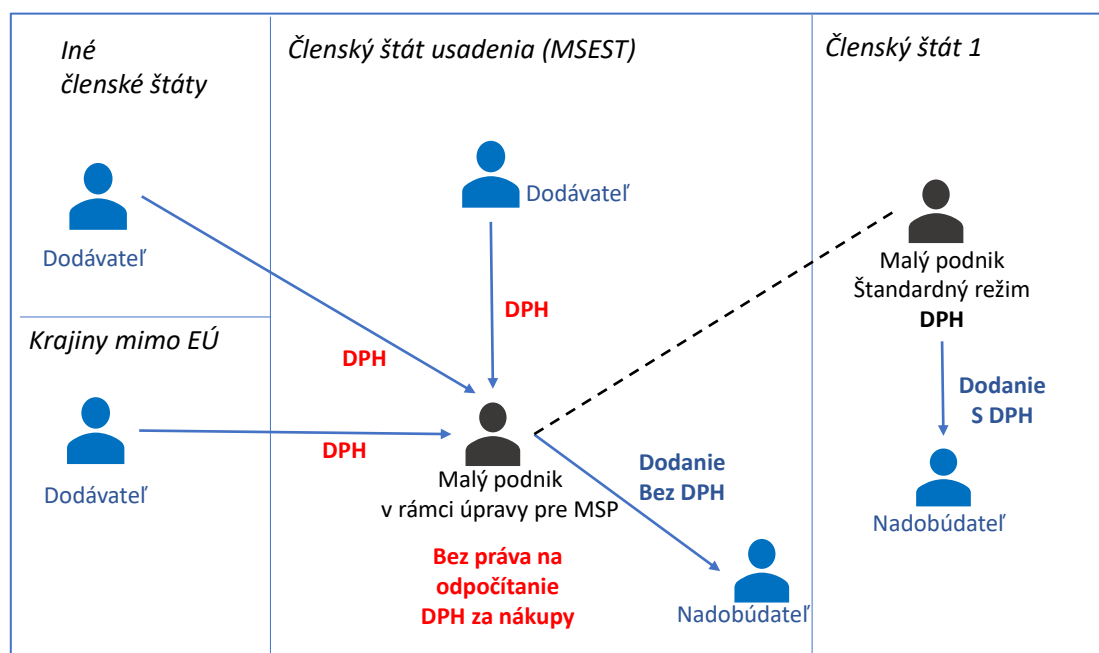 Iné
členské štáty
Dodávateľ
Krajiny mimo EÚ
Dodávateľ
Členský štát usadenia (MSEST)
Dodávateľ
DPH
DPH
DPH
Malý podnik
v rámci úpravy pre MSP
Bez práva na
odpočítanie
DPH za nákupy
Dodanie
Bez DPH
Nadobúdateľ
Členský štát 1
Malý podnik
Štandardný režim
DPH
Dodanie
S DPH
Nadobúdateľ